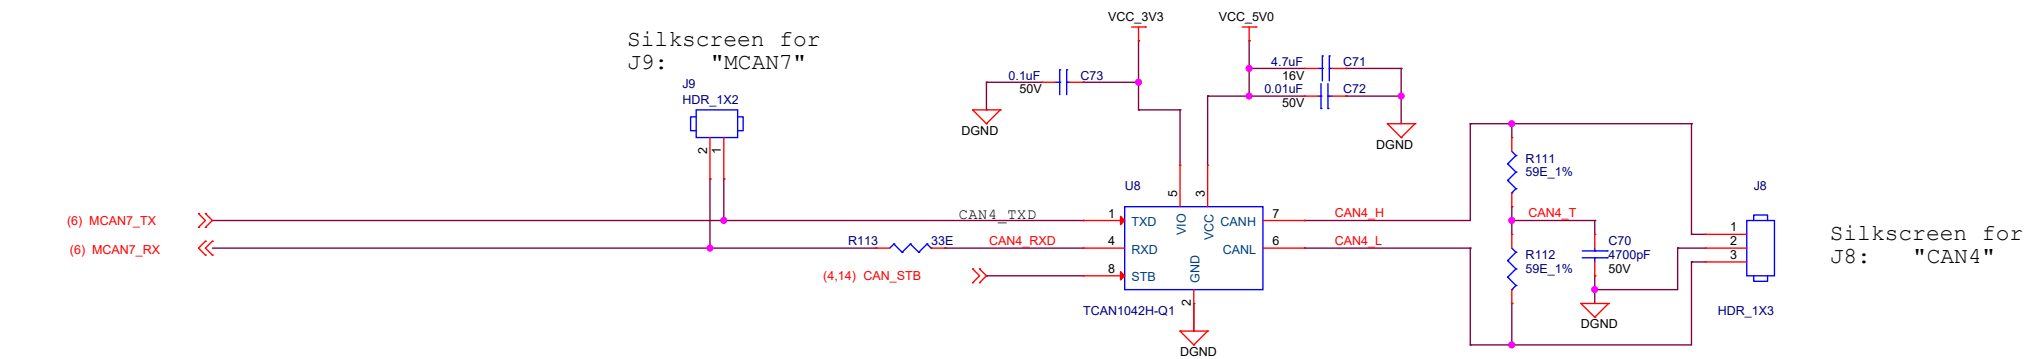 VCC_3V3
VCC_5V0
Silkscreen for
J9: "MCAN7"
J9
HDR_1X2
2
1
0.1uF
C73
50V
DGND
4.7uF
C71
16V
0.01uF
C72
50V
DGND
U8
5
3
(6) MCAN7_TX
CAN4_TXD
1
TXD
VIO
VCC
CANH
7
CAN4_H
(6) MCAN7_RX
R113
33E
CAN4_RXD
4
RXD
CANL
6
CAN4_L
(4,14) CAN_STB
8
STB
GND
2
TCAN1042H-Q1
DGND
R111
59E_1%
CAN4_T
R112
59E_1%
C70
4700pF
50V
DGND
J8
1
2
3
HDR_1X3
Silkscreen for
J8: "CAN4"